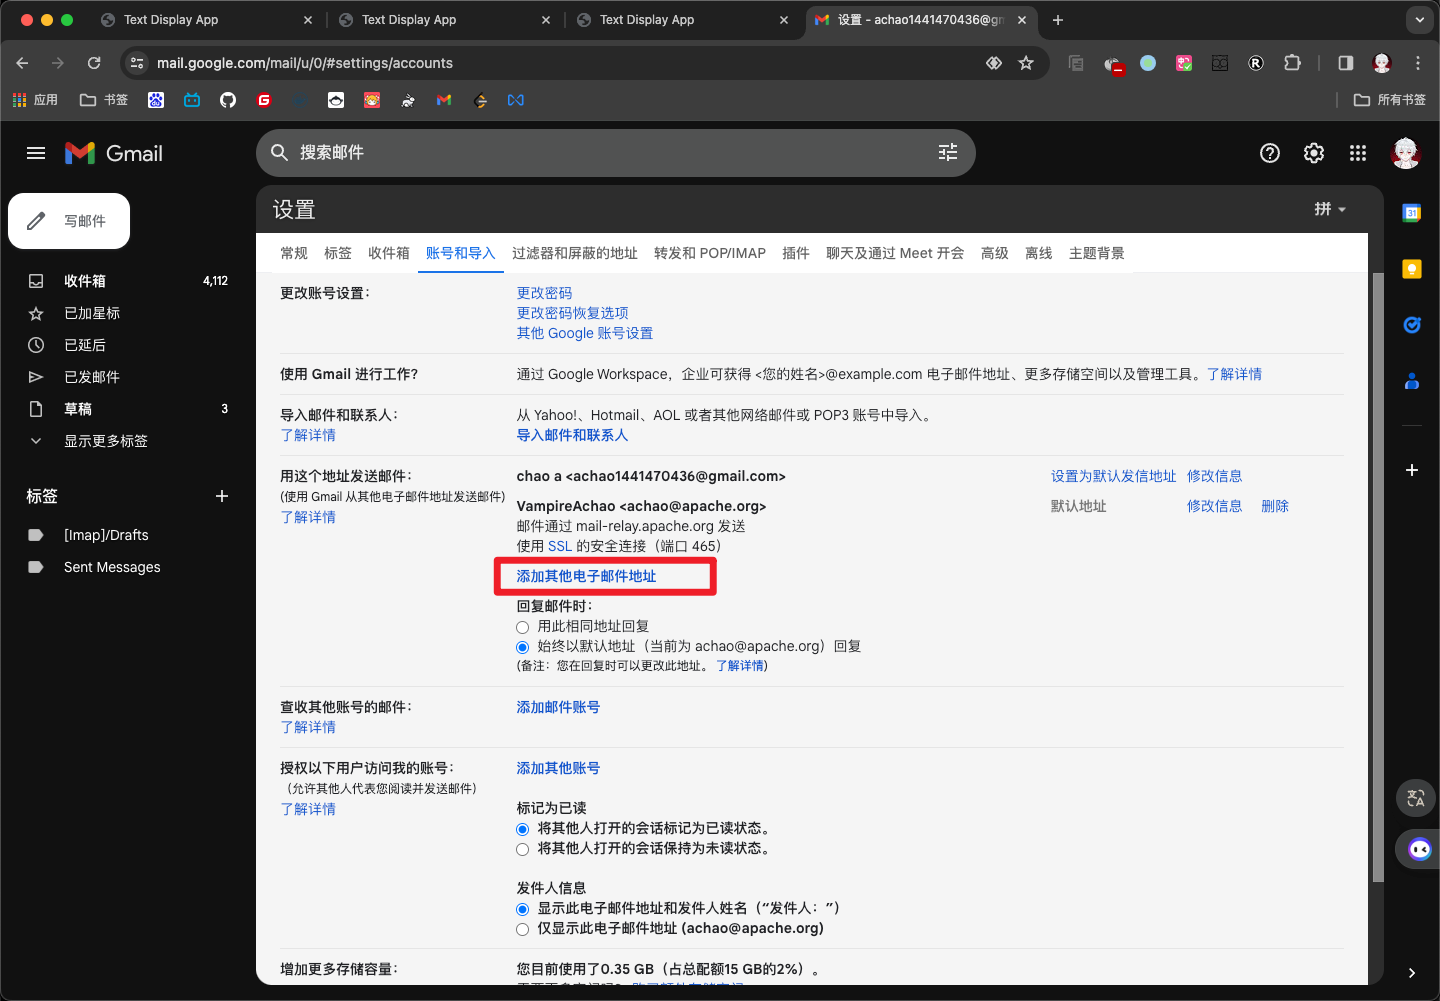 Text Display App
Text Display App
Text Display App
设置 - achao1441470436@gm
mail.google.com/mail/u/0/#settings/accounts
应用
书签
所有书签
Gmail
搜索邮件
写邮件
收件箱 4,112
已加星标
已延后
已发邮件
草稿 3
显示更多标签
标签
[Imap]/Drafts
Sent Messages
设置
拼
常规 标签 收件箱 账号和导入 过滤器和屏蔽的地址 转发和 POP/IMAP 插件 聊天及通过 Meet 开会 高级 离线 主题背景
更改账号设置：
更改密码
更改密码恢复选项
其他 Google 账号设置
使用 Gmail 进行工作?
通过 Google Workspace，企业可获得 <您的姓名>@example.com 电子邮件地址、更多存储空间以及管理工具。了解详情
导入邮件和联系人：
了解详情
从 Yahoo!、Hotmail、AOL 或者其他网络邮件或 POP3 账号中导入。
导入邮件和联系人
用这个地址发送邮件：
(使用 Gmail 从其他电子邮件地址发送邮件)
了解详情
chao a <achao1441470436@gmail.com> 设置为默认发信地址 修改信息
VampireAchao <achao@apache.org> 默认地址 修改信息 删除
邮件通过 mail-relay.apache.org 发送
使用 SSL 的安全连接（端口 465）
添加其他电子邮件地址
回复邮件时：
用此相同地址回复
始终以默认地址（当前为 achao@apache.org）回复
(备注：您在回复时可以更改此地址。 了解详情)
查收其他账号的邮件：
了解详情
添加邮件账号
授权以下用户访问我的账号：
（允许其他人代表您阅读并发送邮件）
了解详情
添加其他账号
标记为已读
将其他人打开的会话标记为已读状态。
将其他人打开的会话保持为未读状态。
发件人信息
显示此电子邮件地址和发件人姓名（“发件人：”）
仅显示此电子邮件地址 (achao@apache.org)
增加更多存储容量：
您目前使用了0.35 GB（占总配额15 GB的2%）。